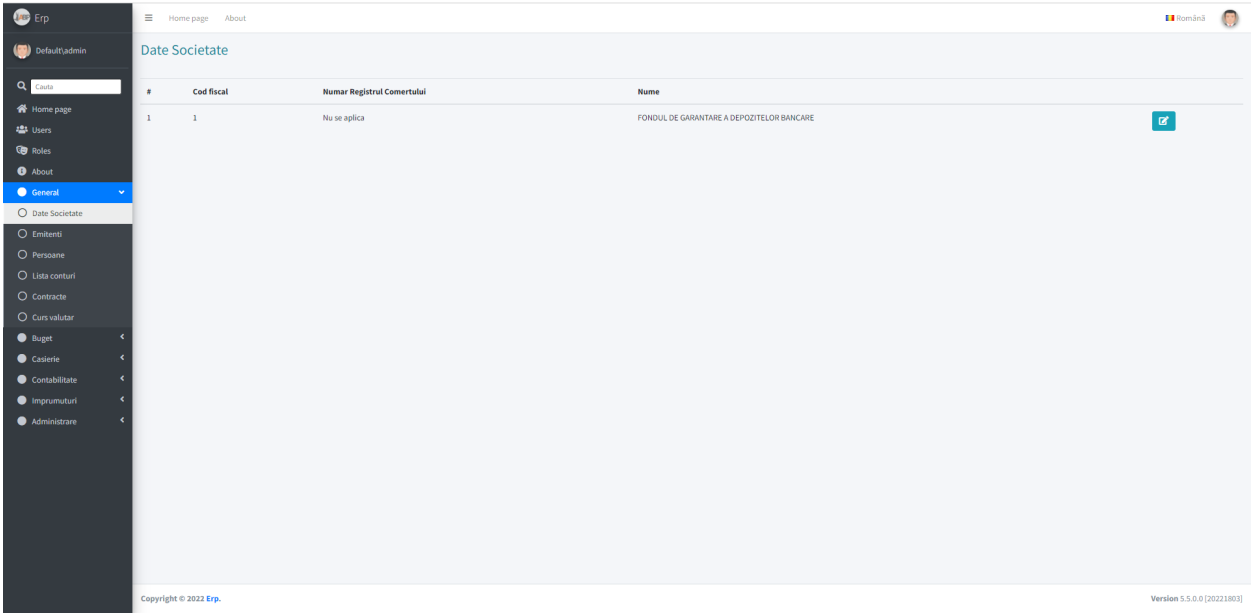 Erp
Home page About
Română
Default\admin
Cauta
Home page
Users
Roles
About
General
Date Societate
Emitenti
Persoane
Lista conturi
Contracte
Curs valutar
Buget
Casierie
Contabilitate
Imprumuturi
Administrare
Date Societate
# Cod fiscal Numar Registrul Comertului Nume
1 1 Nu se aplica FONDUL DE GARANTARE A DEPOZITELOR BANCARE
Copyright © 2022 Erp.
Version 5.5.0.0 [20221803]